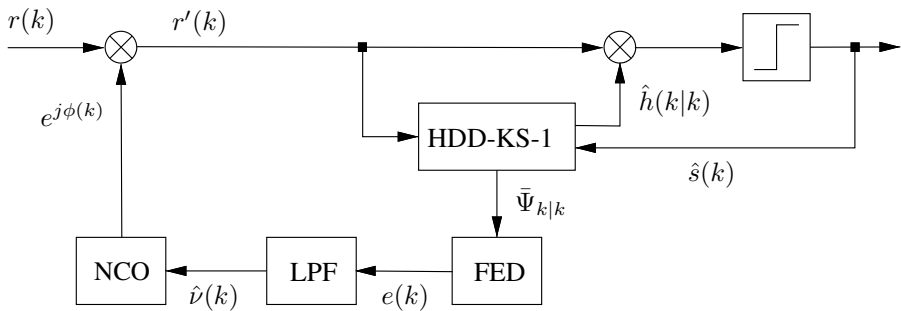 r(k)
r'(k)
e^{jϕ(k)}
ĥ(k|k)
HDD-KS-1
ŝ(k)
Ψ̄_{k|k}
NCO
LPF
FED
ν̂(k)
e(k)